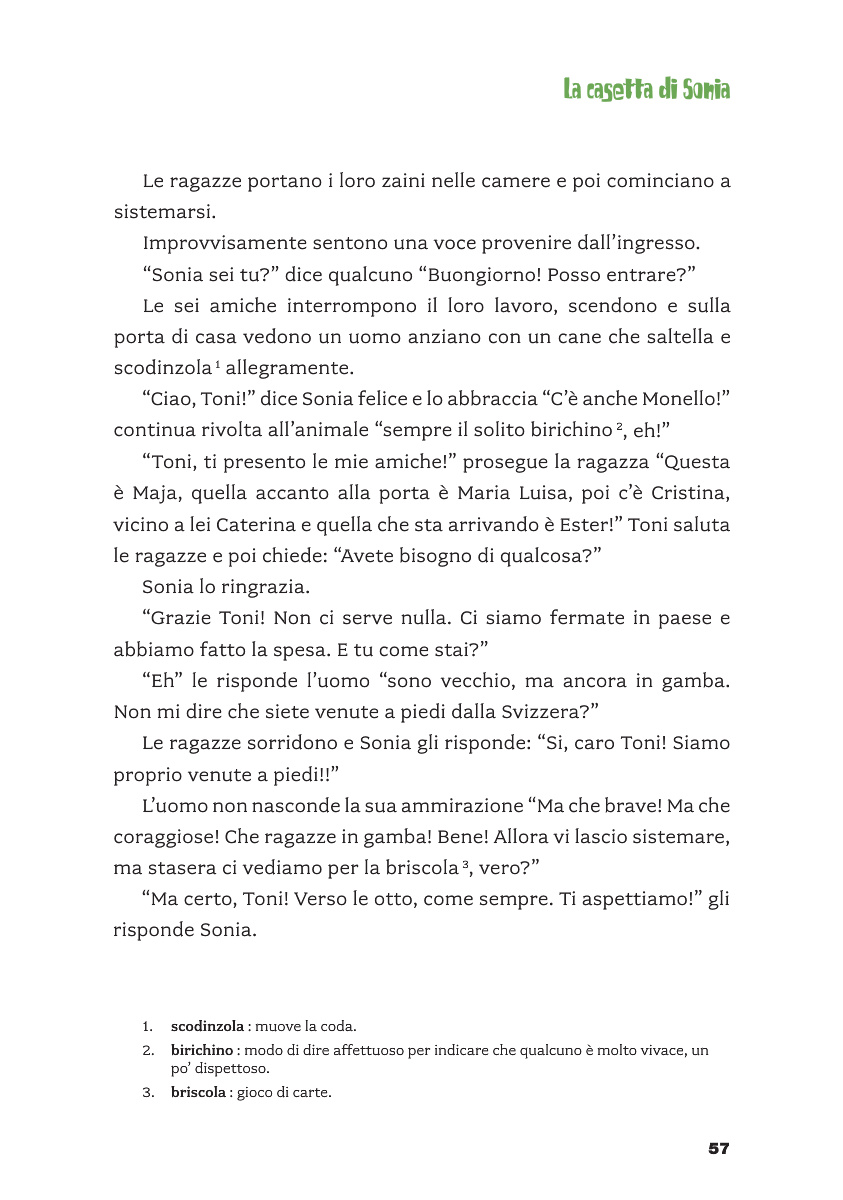 La casetta di Sonia
Le ragazze portano i loro zaini nelle camere e poi cominciano a
sistemarsi.
Improvvisamente sentono una voce provenire dall’ingresso.
“Sonia sei tu?” dice qualcuno “Buongiorno! Posso entrare?”
Le sei amiche interrompono il loro lavoro, scendono e sulla
porta di casa vedono un uomo anziano con un cane che saltella e
scodinzola ¹ allegramente.
“Ciao, Toni!” dice Sonia felice e lo abbraccia “C’è anche Monello!”
continua rivolta all’animale “sempre il solito birichino ², eh!”
“Toni, ti presento le mie amiche!” prosegue la ragazza “Questa
è Maja, quella accanto alla porta è Maria Luisa, poi c’è Cristina,
vicino a lei Caterina e quella che sta arrivando è Ester!” Toni saluta
le ragazze e poi chiede: “Avete bisogno di qualcosa?”
Sonia lo ringrazia.
“Grazie Toni! Non ci serve nulla. Ci siamo fermate in paese e
abbiamo fatto la spesa. E tu come stai?”
“Eh” le risponde l’uomo “sono vecchio, ma ancora in gamba.
Non mi dire che siete venute a piedi dalla Svizzera?”
Le ragazze sorridono e Sonia gli risponde: “Si, caro Toni! Siamo
proprio venute a piedi!!”
L’uomo non nasconde la sua ammirazione “Ma che brave! Ma che
coraggiose! Che ragazze in gamba! Bene! Allora vi lascio sistemare,
ma stasera ci vediamo per la briscola ³, vero?”
“Ma certo, Toni! Verso le otto, come sempre. Ti aspettiamo!” gli
risponde Sonia.
1. scodinzola : muove la coda.
2. birichino : modo di dire affettuoso per indicare che qualcuno è molto vivace, un
po’ dispettoso.
3. briscola : gioco di carte.
57